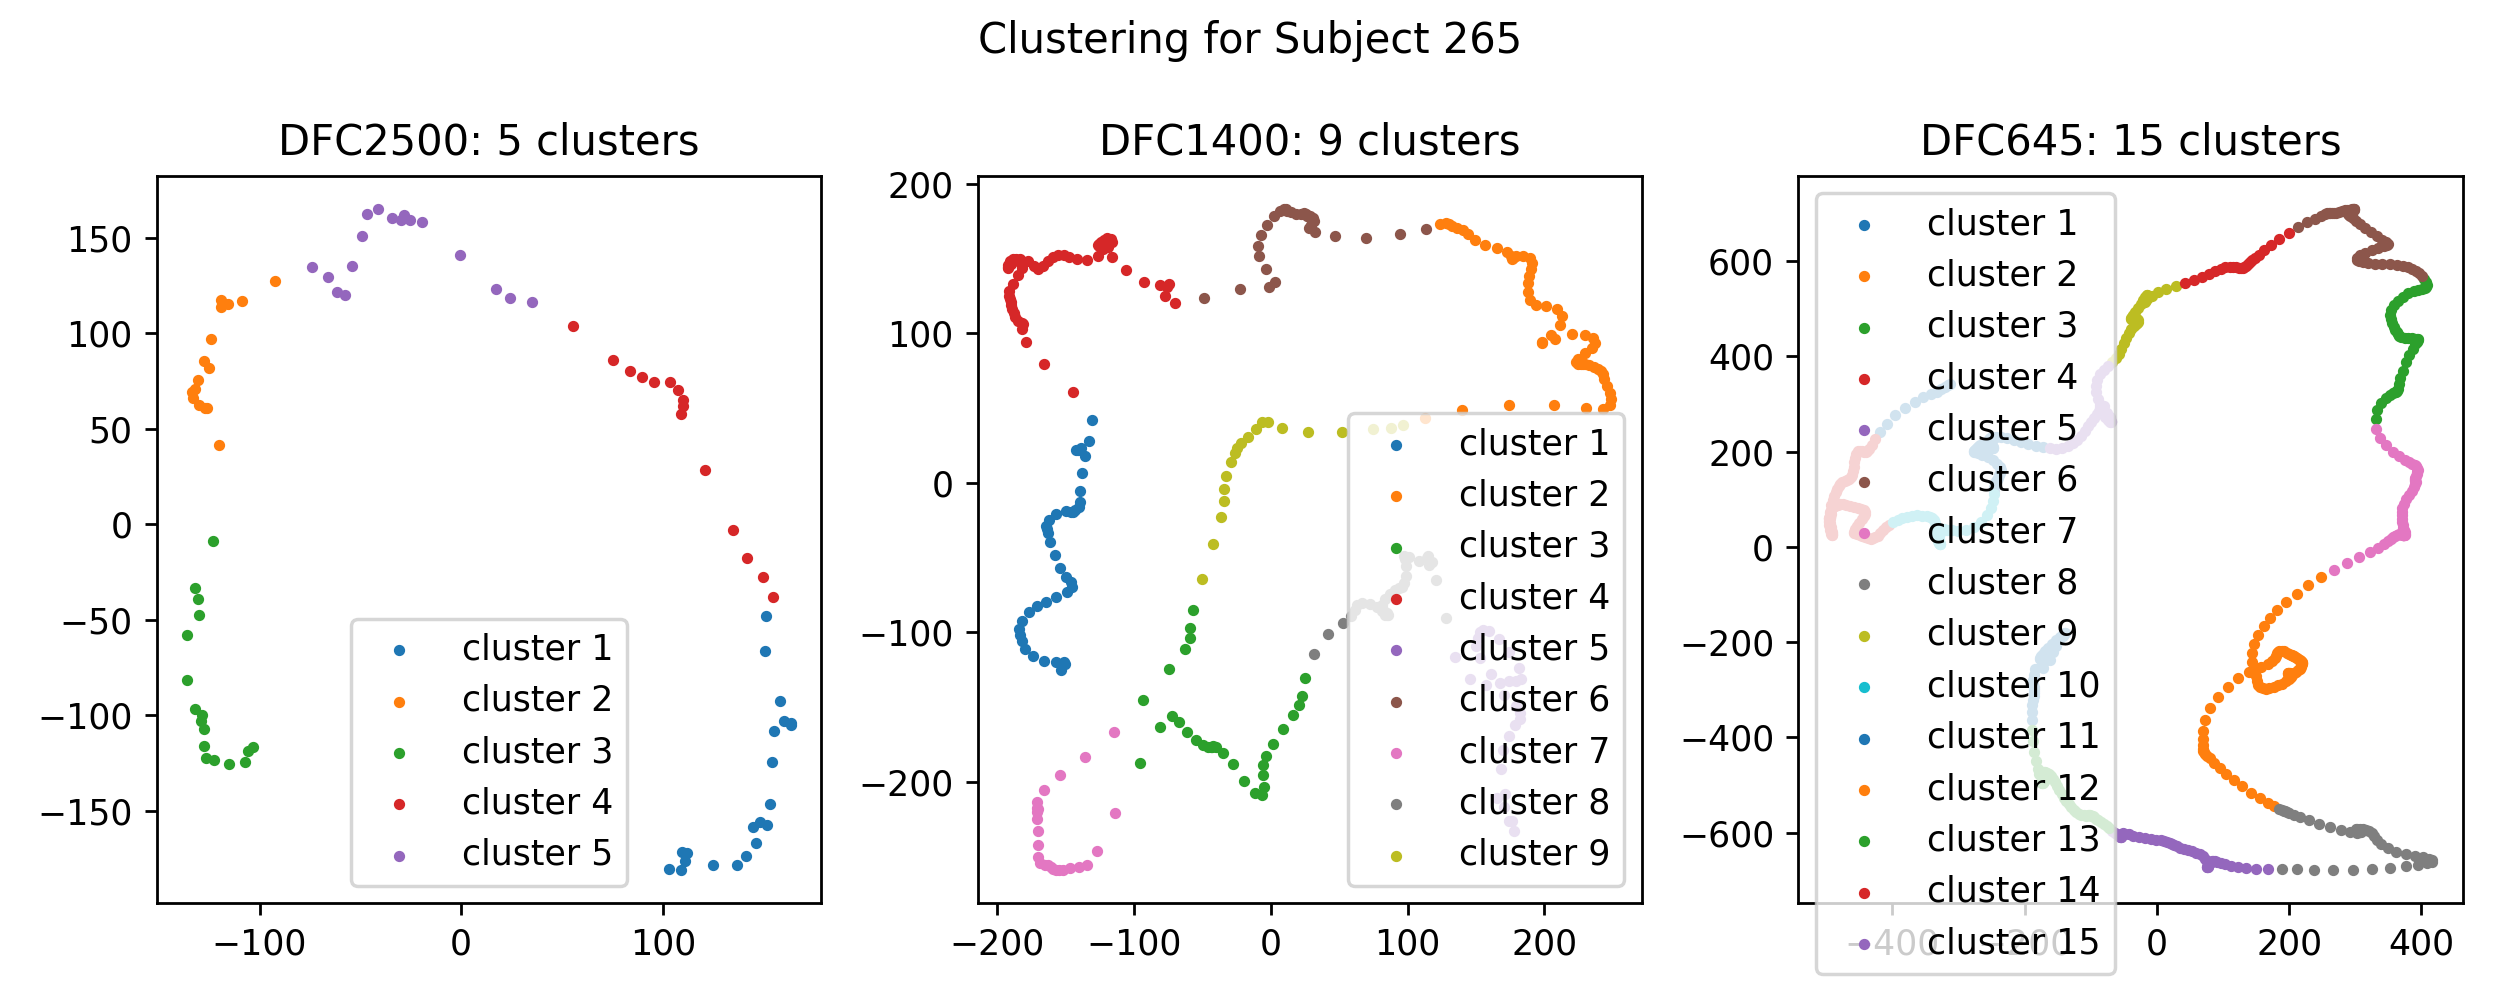 Clustering for Subject 265
DFC2500: 5 clusters
150
100
50
0
−50
−100
−150
−100
0
100
cluster 1
cluster 2
cluster 3
cluster 4
cluster 5
DFC1400: 9 clusters
200
100
0
−100
−200
−200
−100
0
100
200
cluster 1
cluster 2
cluster 3
cluster 4
cluster 5
cluster 6
cluster 7
cluster 8
cluster 9
DFC645: 15 clusters
600
400
200
0
−200
−400
−600
−400
−200
0
200
400
cluster 1
cluster 2
cluster 3
cluster 4
cluster 5
cluster 6
cluster 7
cluster 8
cluster 9
cluster 10
cluster 11
cluster 12
cluster 13
cluster 14
cluster 15